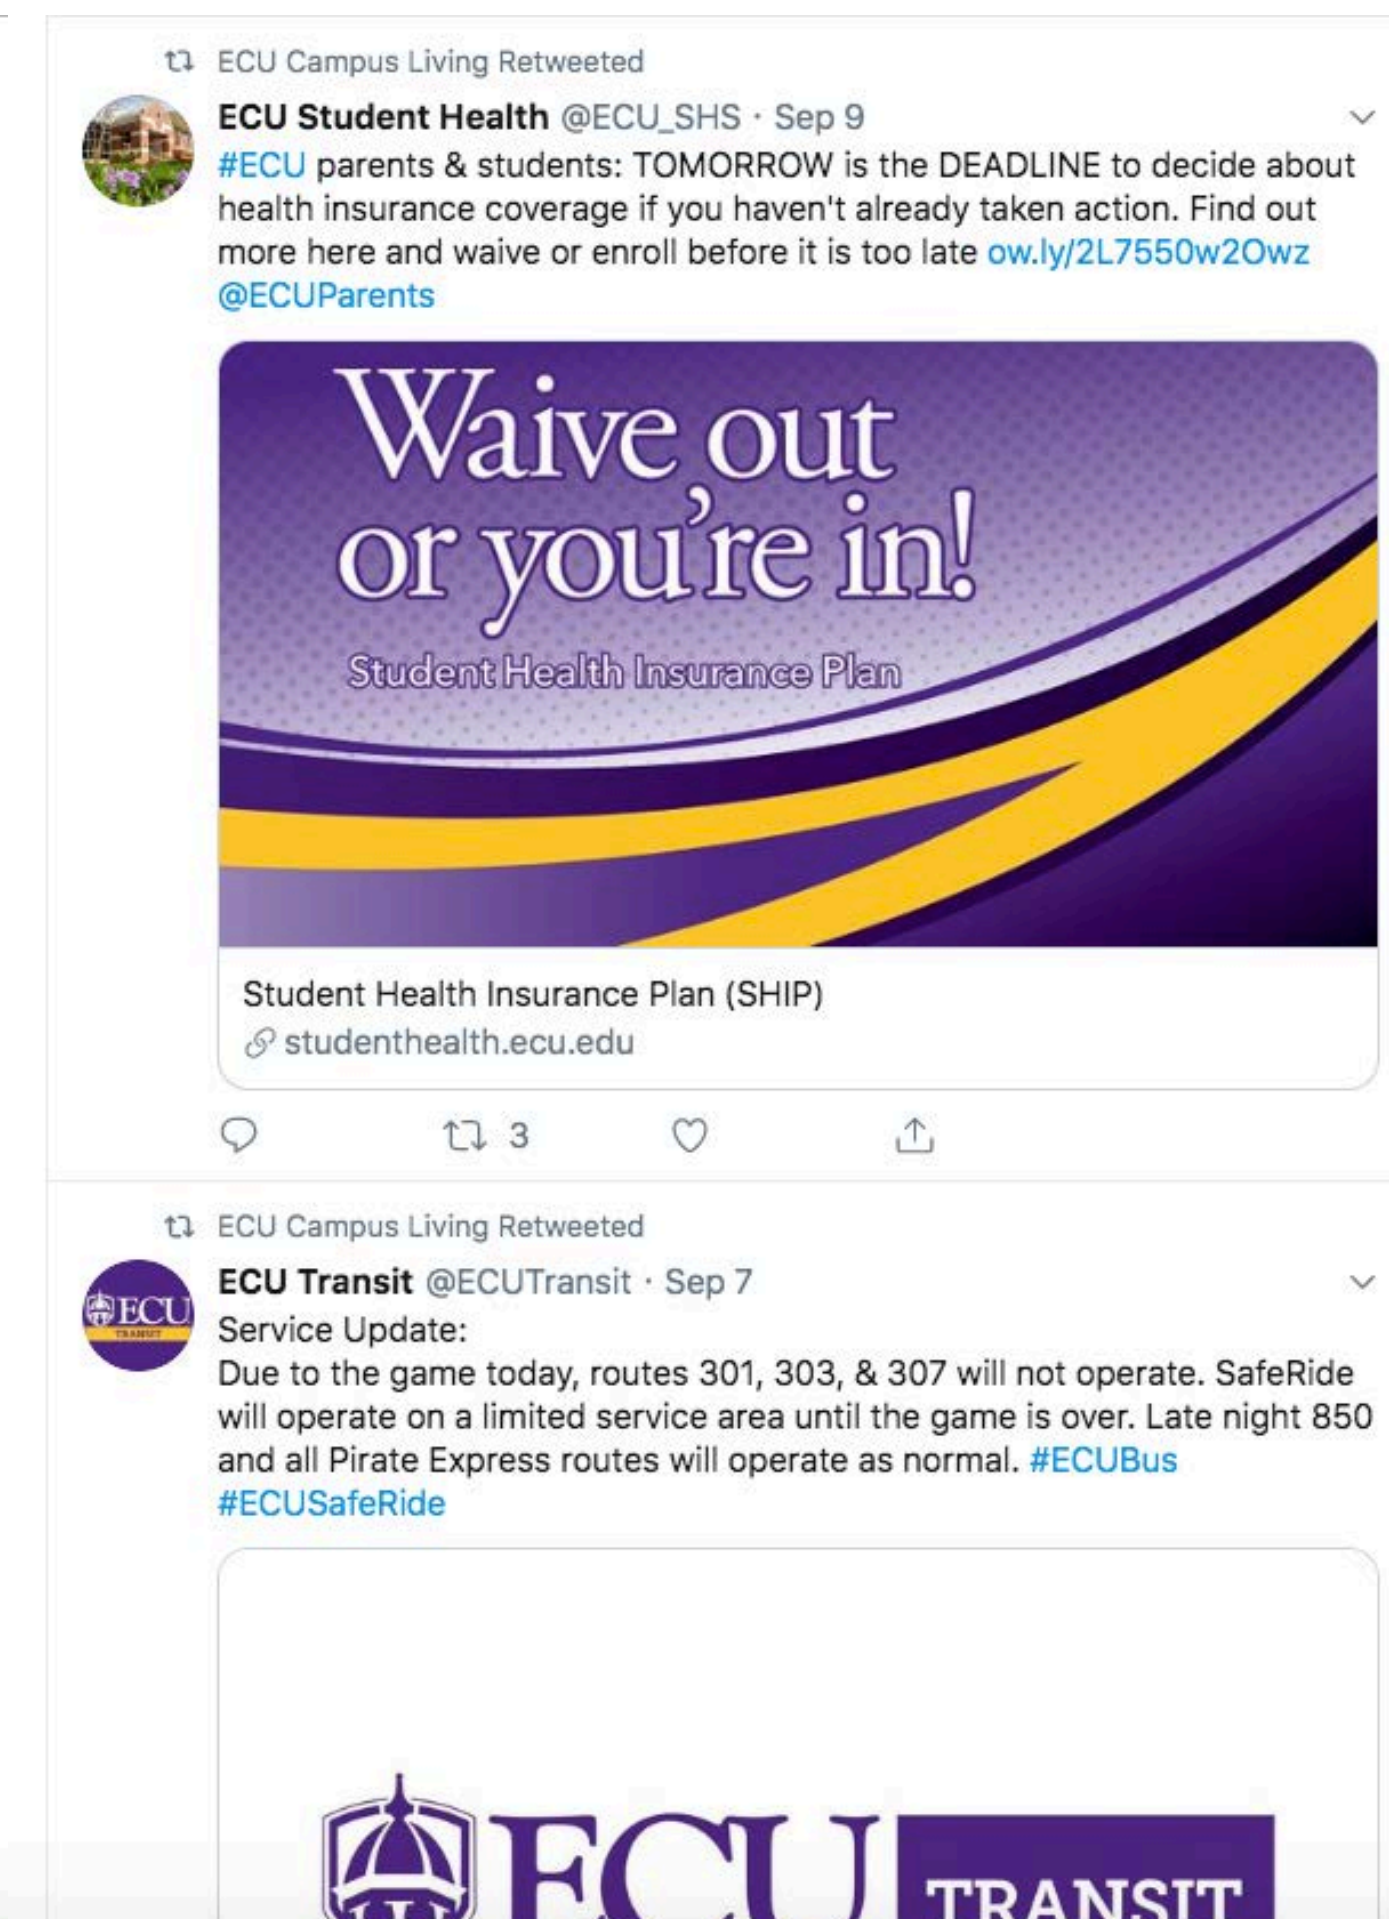 ECU Campus Living Retweeted
ECU Student Health @ECU_SHS · Sep 9
#ECU parents & students: TOMORROW is the DEADLINE to decide about
health insurance coverage if you haven't already taken action. Find out
more here and waive or enroll before it is too late ow.ly/2L7550w2Owz
@ECUParents
Waive out
or you're in!
Student Health Insurance Plan
Student Health Insurance Plan (SHIP)
studenthealth.ecu.edu
3
ECU Campus Living Retweeted
ECU
TRANSIT
ECU Transit @ECUTransit · Sep 7
Service Update:
Due to the game today, routes 301, 303, & 307 will not operate. SafeRide
will operate on a limited service area until the game is over. Late night 850
and all Pirate Express routes will operate as normal. #ECUBus
#ECUSafeRide
ECU TRANSIT